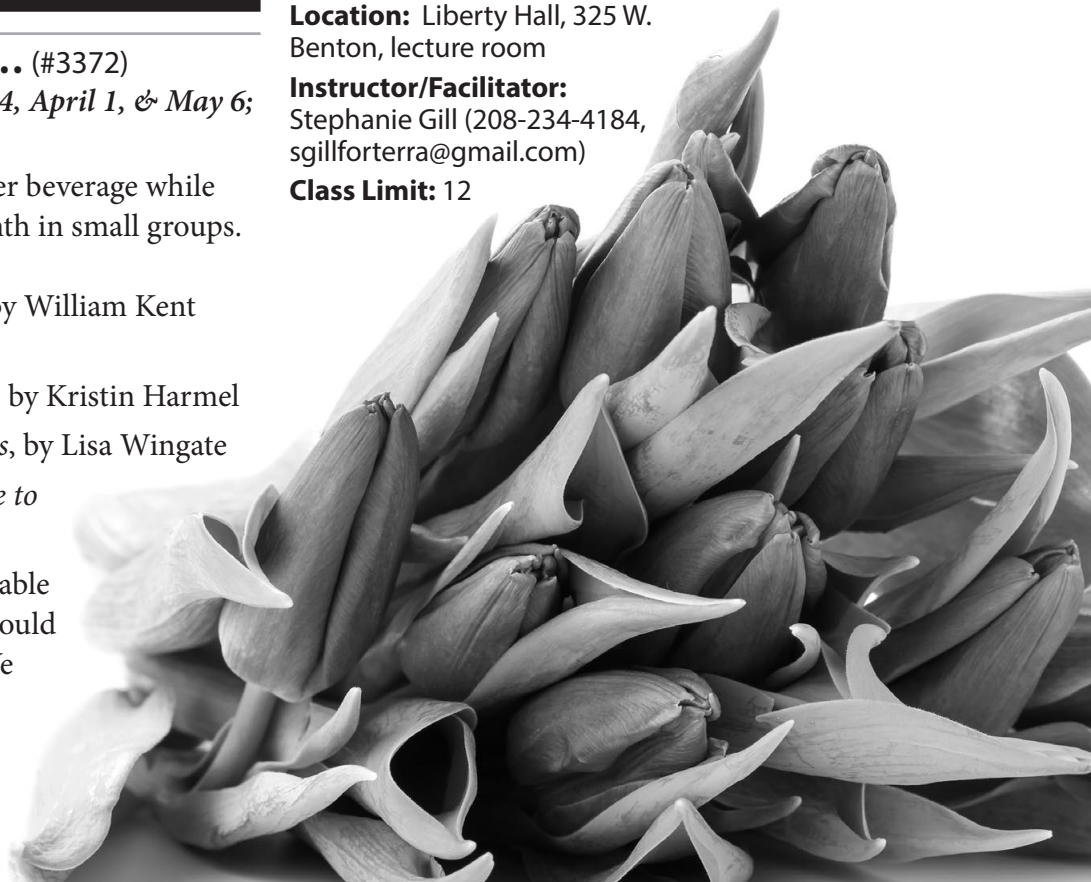 .. (#3372)
4, April 1, & May 6;
er beverage while
nth in small groups.
by William Kent
by Kristin Harmel
s, by Lisa Wingate
e to
able
ould
e
Location: Liberty Hall, 325 W.
Benton, lecture room
Instructor/Facilitator:
Stephanie Gill (208-234-4184,
sgillforterra@gmail.com)
Class Limit: 12